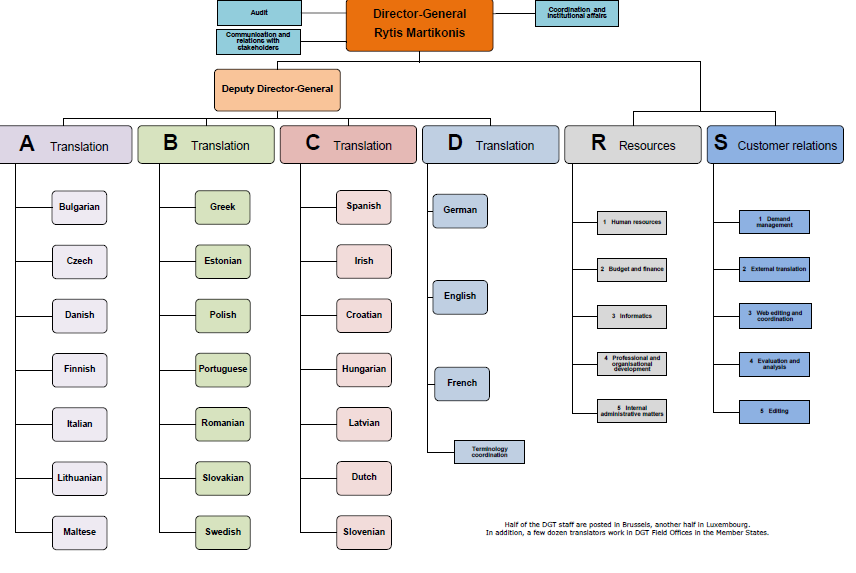 Audit
Director-General
Rytis Martikonis
Coordination and
institutional affairs
Communication and
relations with
stakeholders
Deputy Director-General
A Translation
B Translation
C Translation
D Translation
R Resources
S Customer relations
Bulgarian
Czech
Danish
Finnish
Italian
Lithuanian
Maltese
Greek
Estonian
Polish
Portuguese
Romanian
Slovakian
Swedish
Spanish
Irish
Croatian
Hungarian
Latvian
Dutch
Slovenian
German
English
French
Terminology
coordination
1 Human resources
2 Budget and finance
3 Informatics
4 Professional and
organisational
development
5 Internal
administrative matters
1 Demand
management
2 External translation
3 Web editing and
coordination
4 Evaluation and
analysis
5 Editing
Half of the DGT staff are posted in Brussels, another half in Luxembourg.
In addition, a few dozen translators work in DGT Field Offices in the Member States.